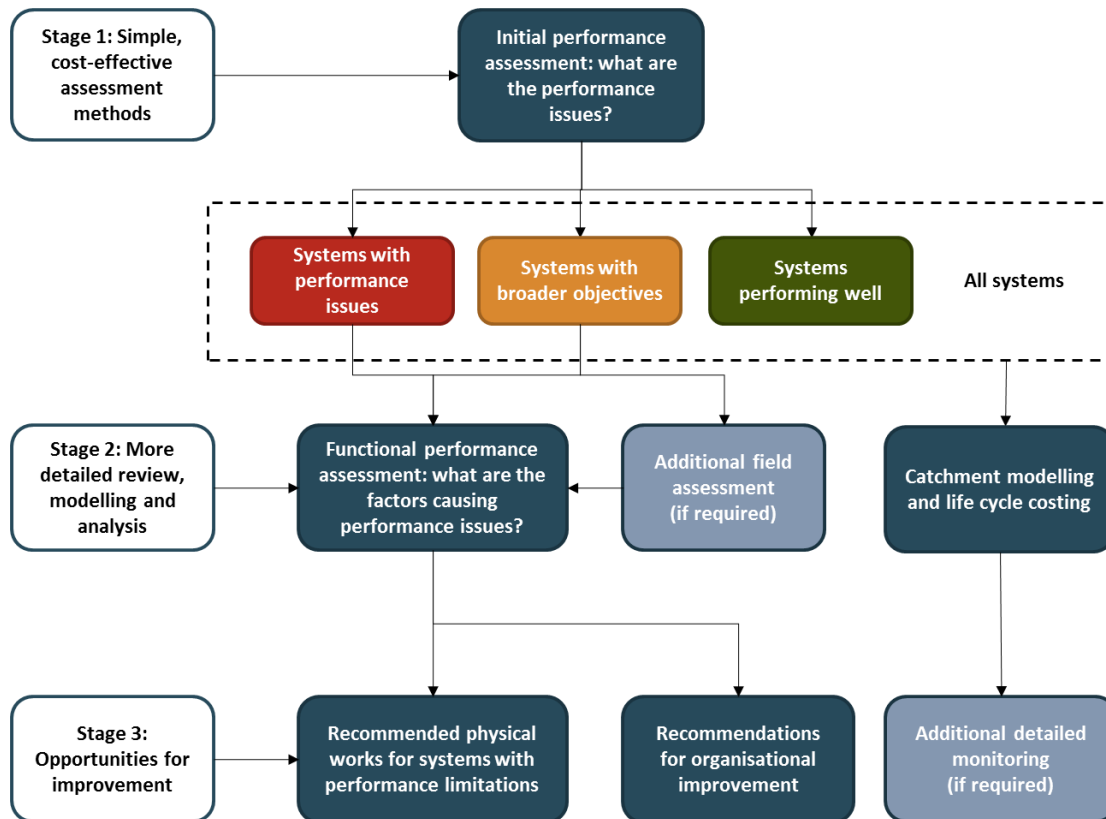 Stage 1: Simple,
cost-effective
assessment
methods
Initial performance
assessment: what are
the performance
issues?
Systems with
performance
issues
Systems with
broader objectives
Systems
performing well
All systems
Stage 2: More
detailed review,
modelling and
analysis
Functional performance
assessment: what are the
factors causing
performance issues?
Additional field
assessment
(if required)
Catchment modelling
and life cycle costing
Stage 3:
Opportunities for
improvement
Recommended physical
works for systems with
performance limitations
Recommendations
for organisational
improvement
Additional detailed
monitoring
(if required)